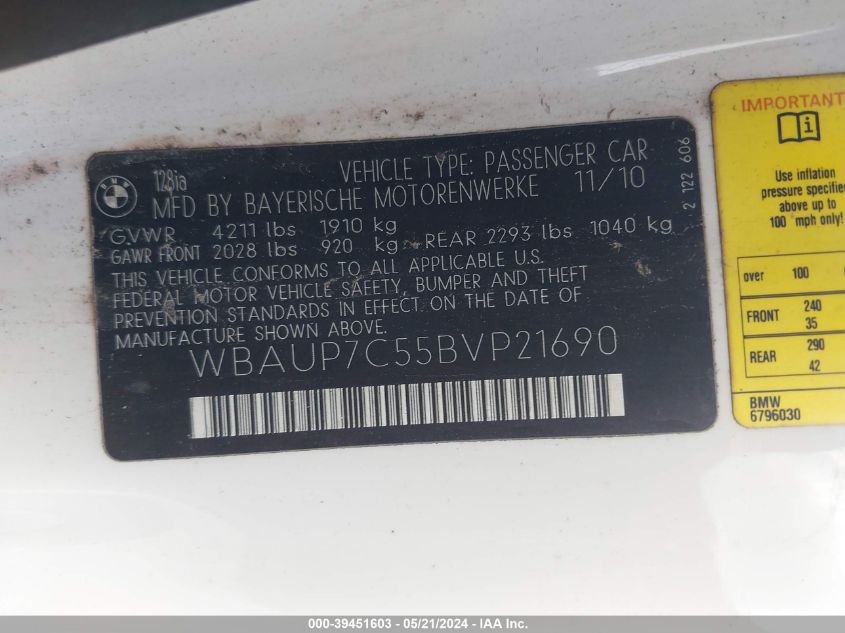 BMW
128ia
VEHICLE TYPE: PASSENGER CAR
MFD BY BAYERISCHE MOTORENWERKE 11/10
GVWR 4211 lbs 1910 kg
GAWR FRONT 2028 lbs 920 kg - REAR 2293 lbs 1040 kg
THIS VEHICLE CONFORMS TO ALL APPLICABLE U.S.
FEDERAL MOTOR VEHICLE SAFETY, BUMPER AND THEFT
PREVENTION STANDARDS IN EFFECT ON THE DATE OF
MANUFACTURE SHOWN ABOVE.
WBAUP7C55BVP21690
2 122 606
IMPORTANT
Use inflation
pressure specified
above up to
100 mph only!
over 100
FRONT 240
35
REAR 290
42
BMW
6796030
000-39451603 - 05/21/2024 - IAA Inc.